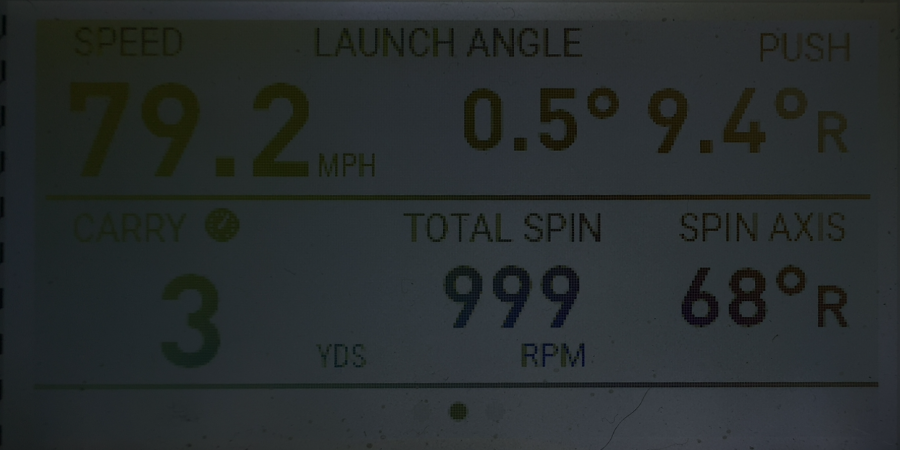 SPEED LAUNCH ANGLE PUSH
79.2 MPH 0.5° 9.4° R
CARRY TOTAL SPIN SPIN AXIS
3 999 68° R
YDS RPM